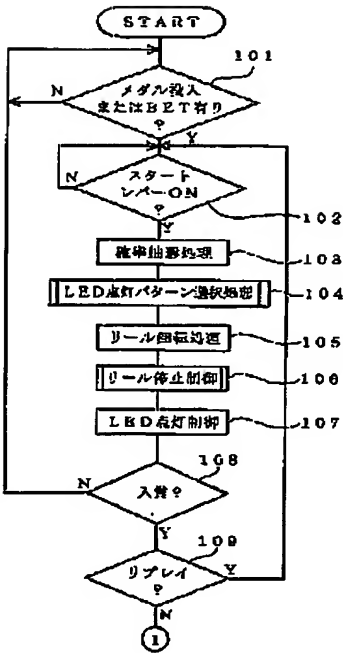 START
101
メダル投入
またはBET有り
?
N
Y
スタート
レバーON
?
N
Y
102
確率抽選処理
103
LED点灯パターン選択処理
104
リール回転処理
105
リール停止制御
106
LED点灯制御
107
108
入賞?
N
Y
109
リプレイ
?
Y
N
1